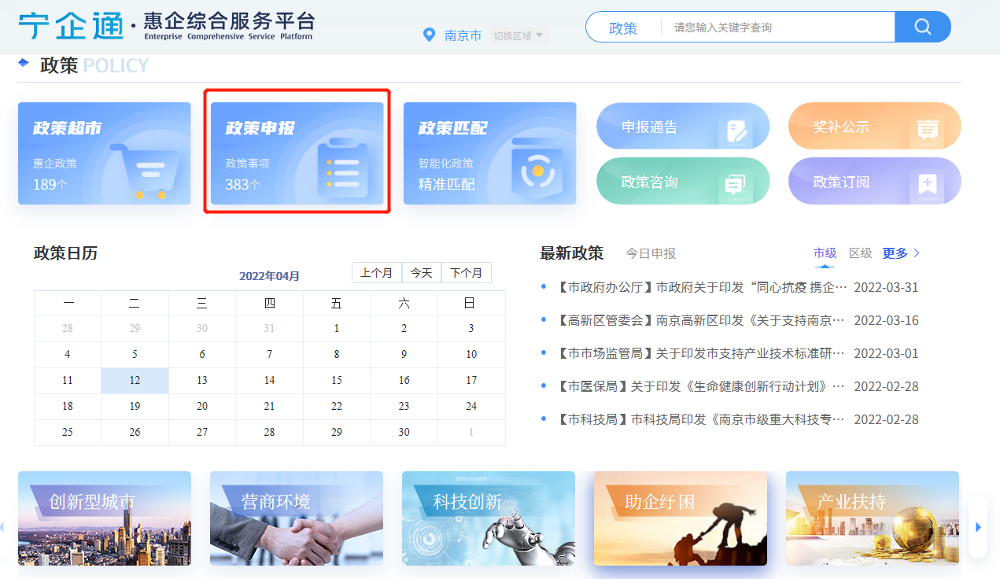 宁企通·惠企综合服务平台
Enterprise Comprehensive Service Platform
南京市 切换区域
政策 请您输入关键字查询
政策 POLICY
政策超市
惠企政策
189个
政策申报
政策事项
383个
政策匹配
智能化政策
精准匹配
申报通告
奖补公示
政策咨询
政策订阅
政策日历
2022年04月
上个月 今天 下个月
一 二 三 四 五 六 日
28 29 30 31 1 2 3
4 5 6 7 8 9 10
11 12 13 14 15 16 17
18 19 20 21 22 23 24
25 26 27 28 29 30 1
最新政策 今日申报 市级 区级 更多
【市政府办公厅】市政府关于印发“同心抗疫 携企… 2022-03-31
【高新区管委会】南京高新区印发《关于支持南京… 2022-03-16
【市市场监管局】关于印发市支持产业技术标准研… 2022-03-01
【市医保局】关于印发《生命健康创新行动计划》… 2022-02-28
【市科技局】市科技局印发《南京市级重大科技专… 2022-02-28
创新型城市
营商环境
科技创新
助企纾困
产业扶持